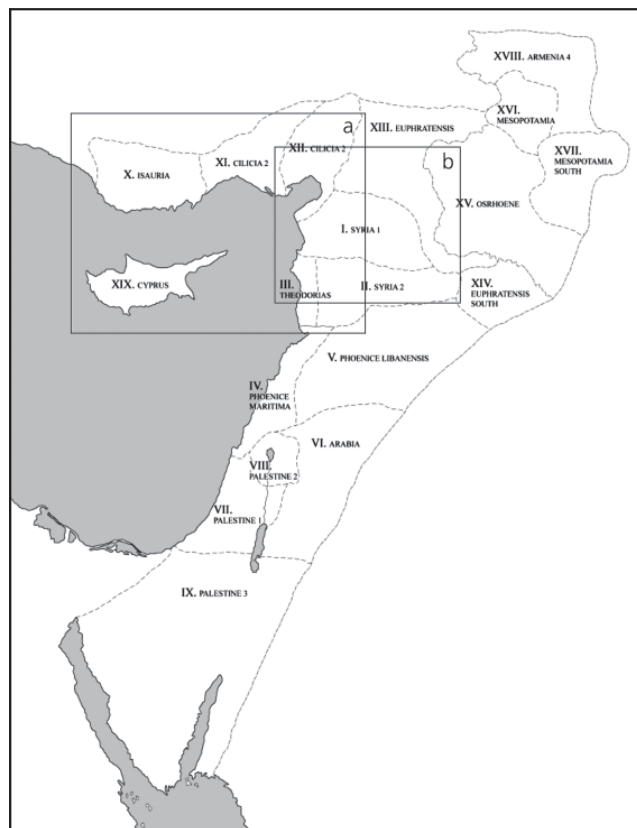 XVIII. ARMENIA 4
XVI.
MESOPOTAMIA
a
XIII. EUPHRATENSIS
XII. CILICIA 2
XVII.
MESOPOTAMIA
SOUTH
b
XI. CILICIA 2
X. ISAURIA
XV. OSRHOENE
I. SYRIA 1
XIX. CYPRUS
III.
THEODORIAS
II. SYRIA 2
XIV.
EUPHRATENSIS
SOUTH
V. PHOENICE LIBANENSIS
IV.
PHOENICE
MARITIMA
VI. ARABIA
VIII.
PALESTINE 2
VII.
PALESTINE 1
IX. PALESTINE 3